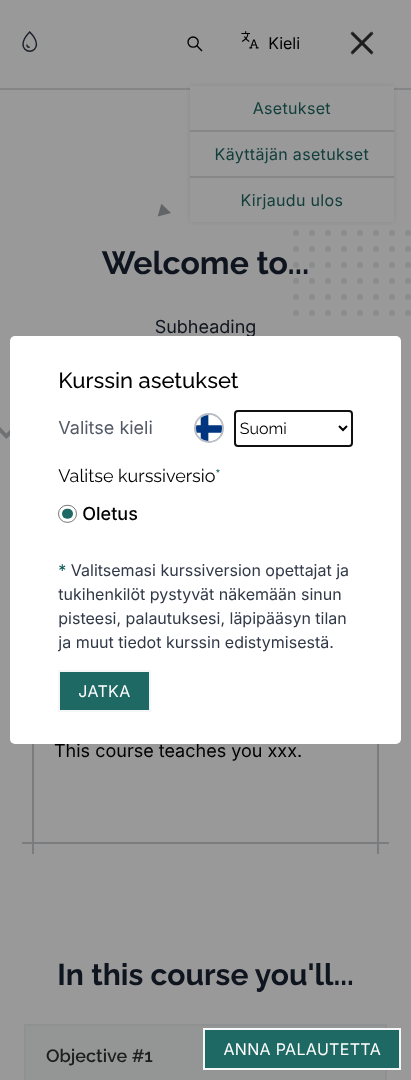 Kieli
Asetukset
Käyttäjän asetukset
Kirjaudu ulos
Welcome to...
Subheading
Kurssin asetukset
Valitse kieli
Suomi
Valitse kurssiversio*
Oletus
* Valitsemasi kurssiversion opettajat ja
tukihenkilöt pystyvät näkemään sinun
pisteesi, palautuksesi, läpipääsyn tilan
ja muut tiedot kurssin edistymisestä.
JATKA
This course teaches you xxx.
In this course you'll...
Objective #1
ANNA PALAUTETTA